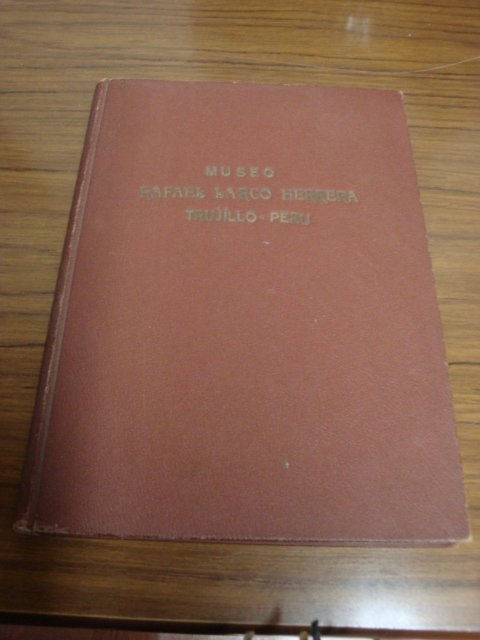 MUSEO
RAFAEL LARCO HERRERA
TRUJILLO - PERU